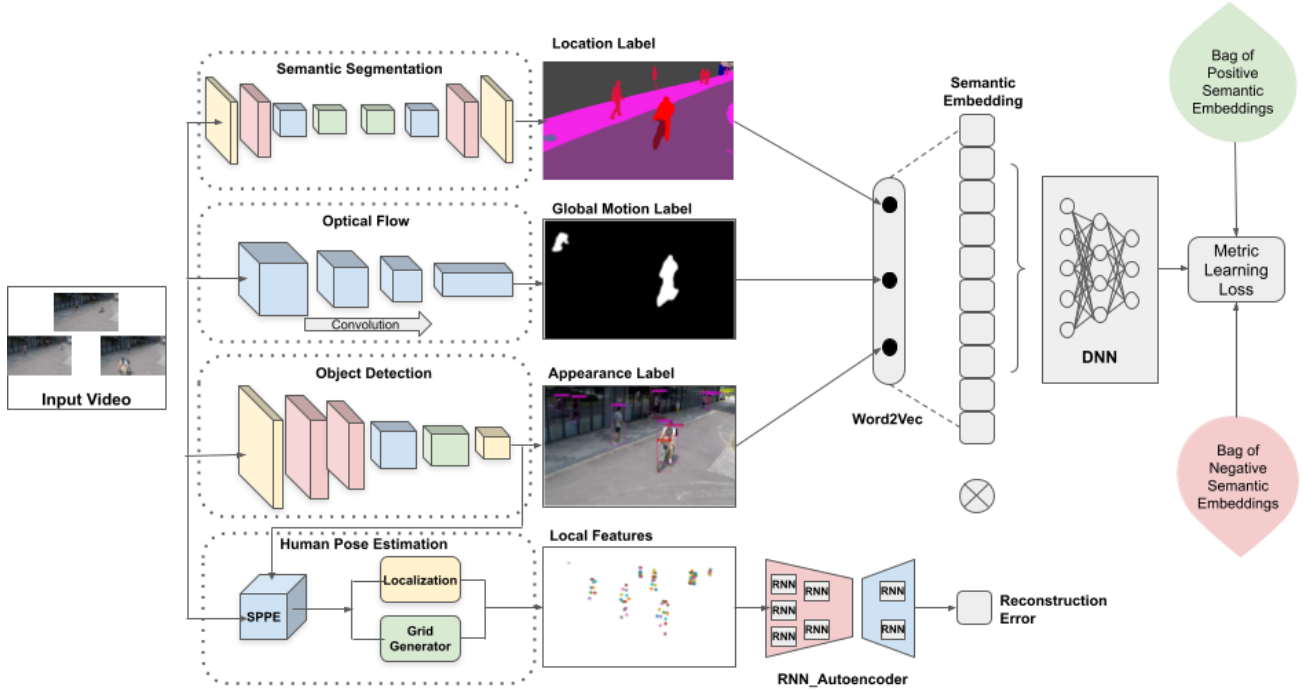 Input Video
Semantic Segmentation
Optical Flow
Convolution
Object Detection
Human Pose Estimation
SPPE
Localization
Grid
Generator
Location Label
Global Motion Label
Appearance Label
Local Features
Word2Vec
Semantic
Embedding
RNN
RNN
RNN
RNN
RNN
RNN
RNN
RNN_Autoencoder
Reconstruction
Error
DNN
Bag of
Positive
Semantic
Embeddings
Metric
Learning
Loss
Bag of
Negative
Semantic
Embeddings